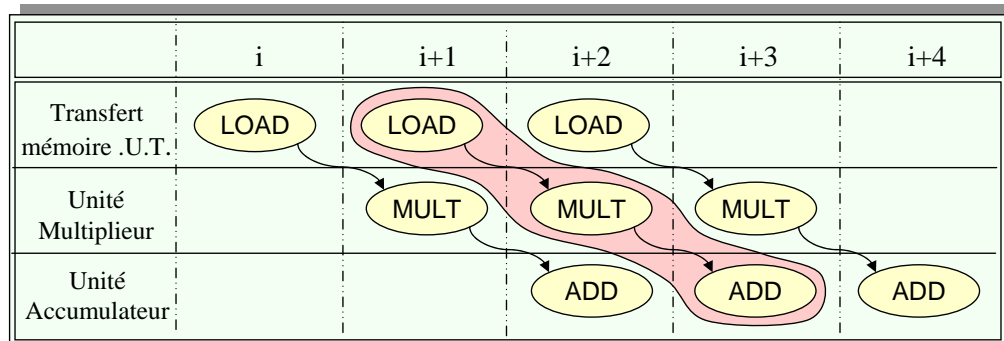 i i+1 i+2 i+3 i+4
Transfert
mémoire .U.T.
LOAD LOAD LOAD
Unité
Multiplieur
MULT MULT MULT
Unité
Accumulateur
ADD ADD ADD